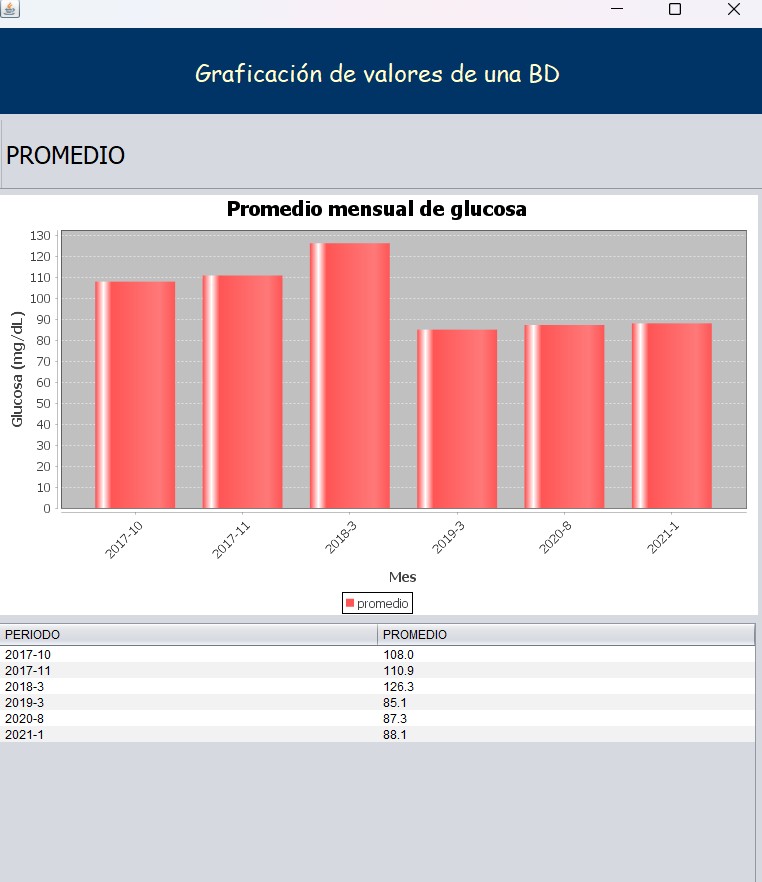 Graficación de valores de una BD
PROMEDIO
Promedio mensual de glucosa
130
120
110
100
90
80
70
60
50
40
30
20
10
0
Glucosa (mg/dL)
2017-10 2017-11 2018-3 2019-3 2020-8 2021-1
Mes
promedio
PERIODO PROMEDIO
2017-10 108.0
2017-11 110.9
2018-3 126.3
2019-3 85.1
2020-8 87.3
2021-1 88.1